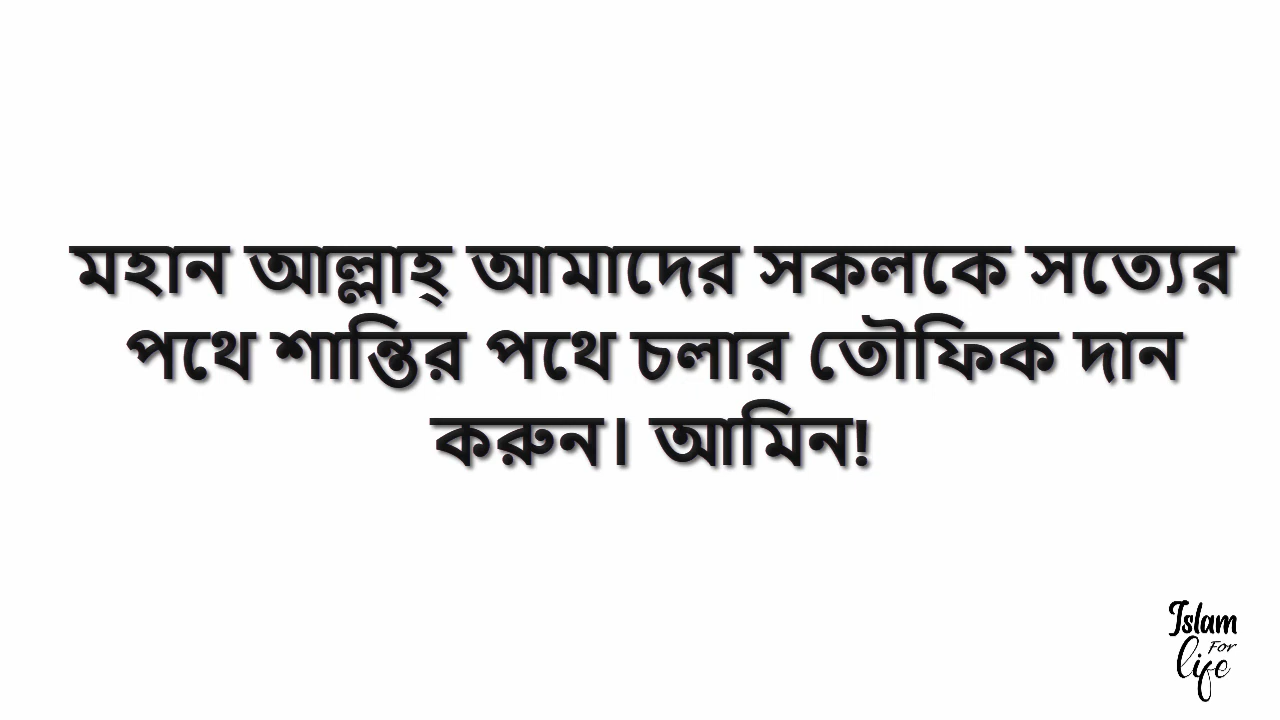 মহান আল্লাহ্ আমাদের সকলকে সত্যের
পথে শান্তির পথে চলার তৌফিক দান
করুন। আমিন!
Islam
For
life